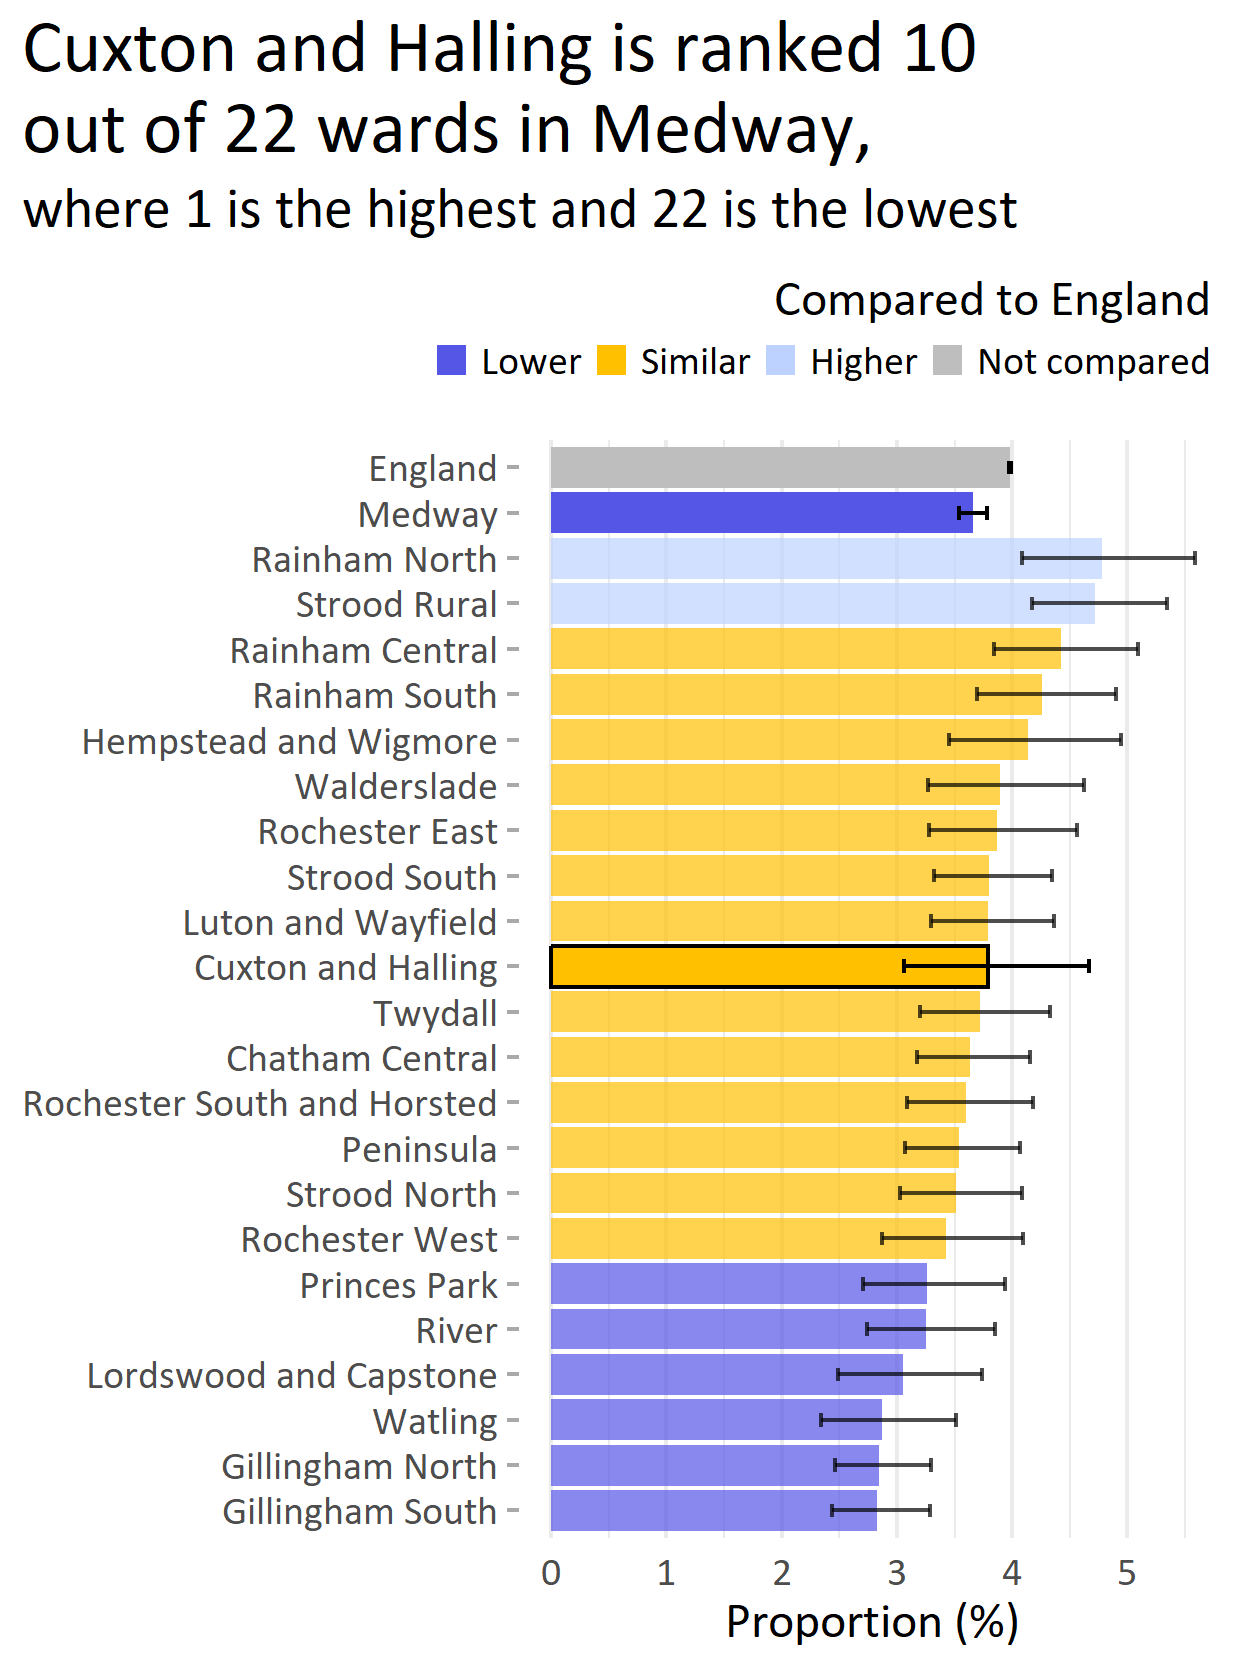 Cuxton and Halling is ranked 10
out of 22 wards in Medway,
where 1 is the highest and 22 is the lowest
Compared to England
Lower Similar Higher Not compared
England
Medway
Rainham North
Strood Rural
Rainham Central
Rainham South
Hempstead and Wigmore
Walderslade
Rochester East
Strood South
Luton and Wayfield
Cuxton and Halling
Twydall
Chatham Central
Rochester South and Horsted
Peninsula
Strood North
Rochester West
Princes Park
River
Lordswood and Capstone
Watling
Gillingham North
Gillingham South
0 1 2 3 4 5
Proportion (%)